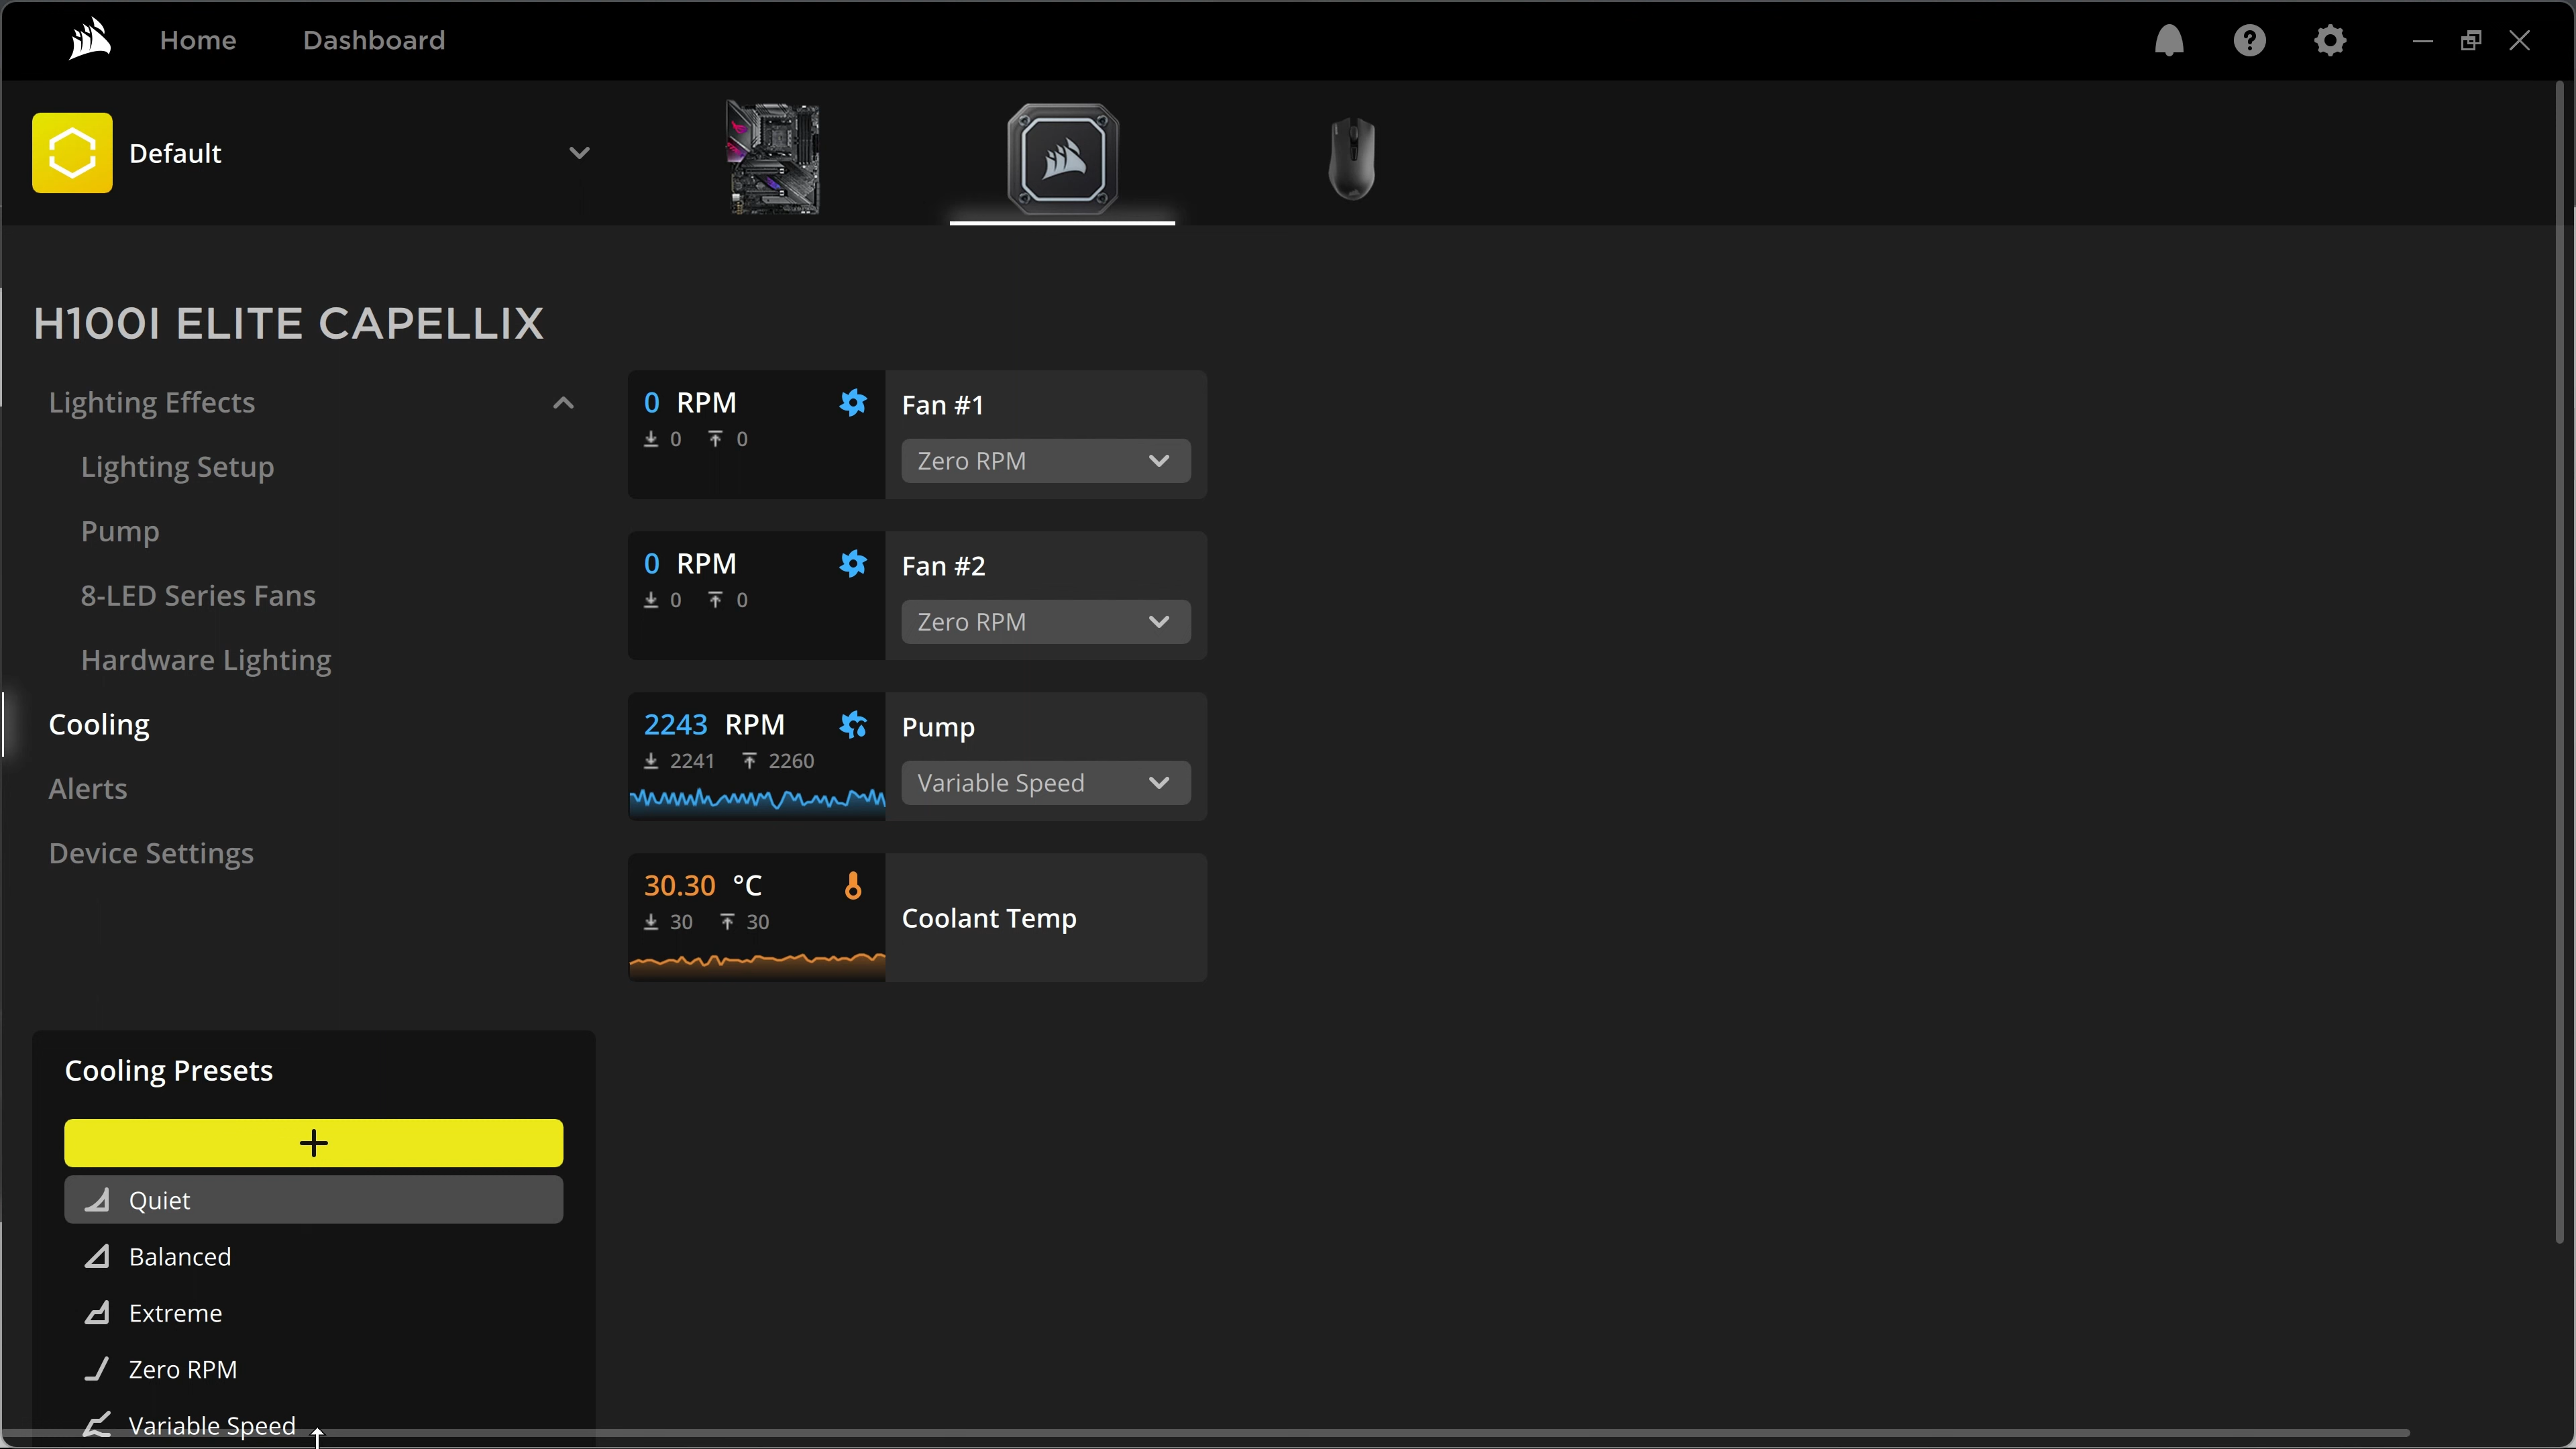 Home
Dashboard
Default
H100I ELITE CAPELLIX
Lighting Effects
Lighting Setup
Pump
8-LED Series Fans
Hardware Lighting
Cooling
Alerts
Device Settings
0 RPM
0 0
Fan #1
Zero RPM
0 RPM
0 0
Fan #2
Zero RPM
2243 RPM
2241 2260
Pump
Variable Speed
30.30 °C
30 30
Coolant Temp
Cooling Presets
+
Quiet
Balanced
Extreme
Zero RPM
Variable Speed